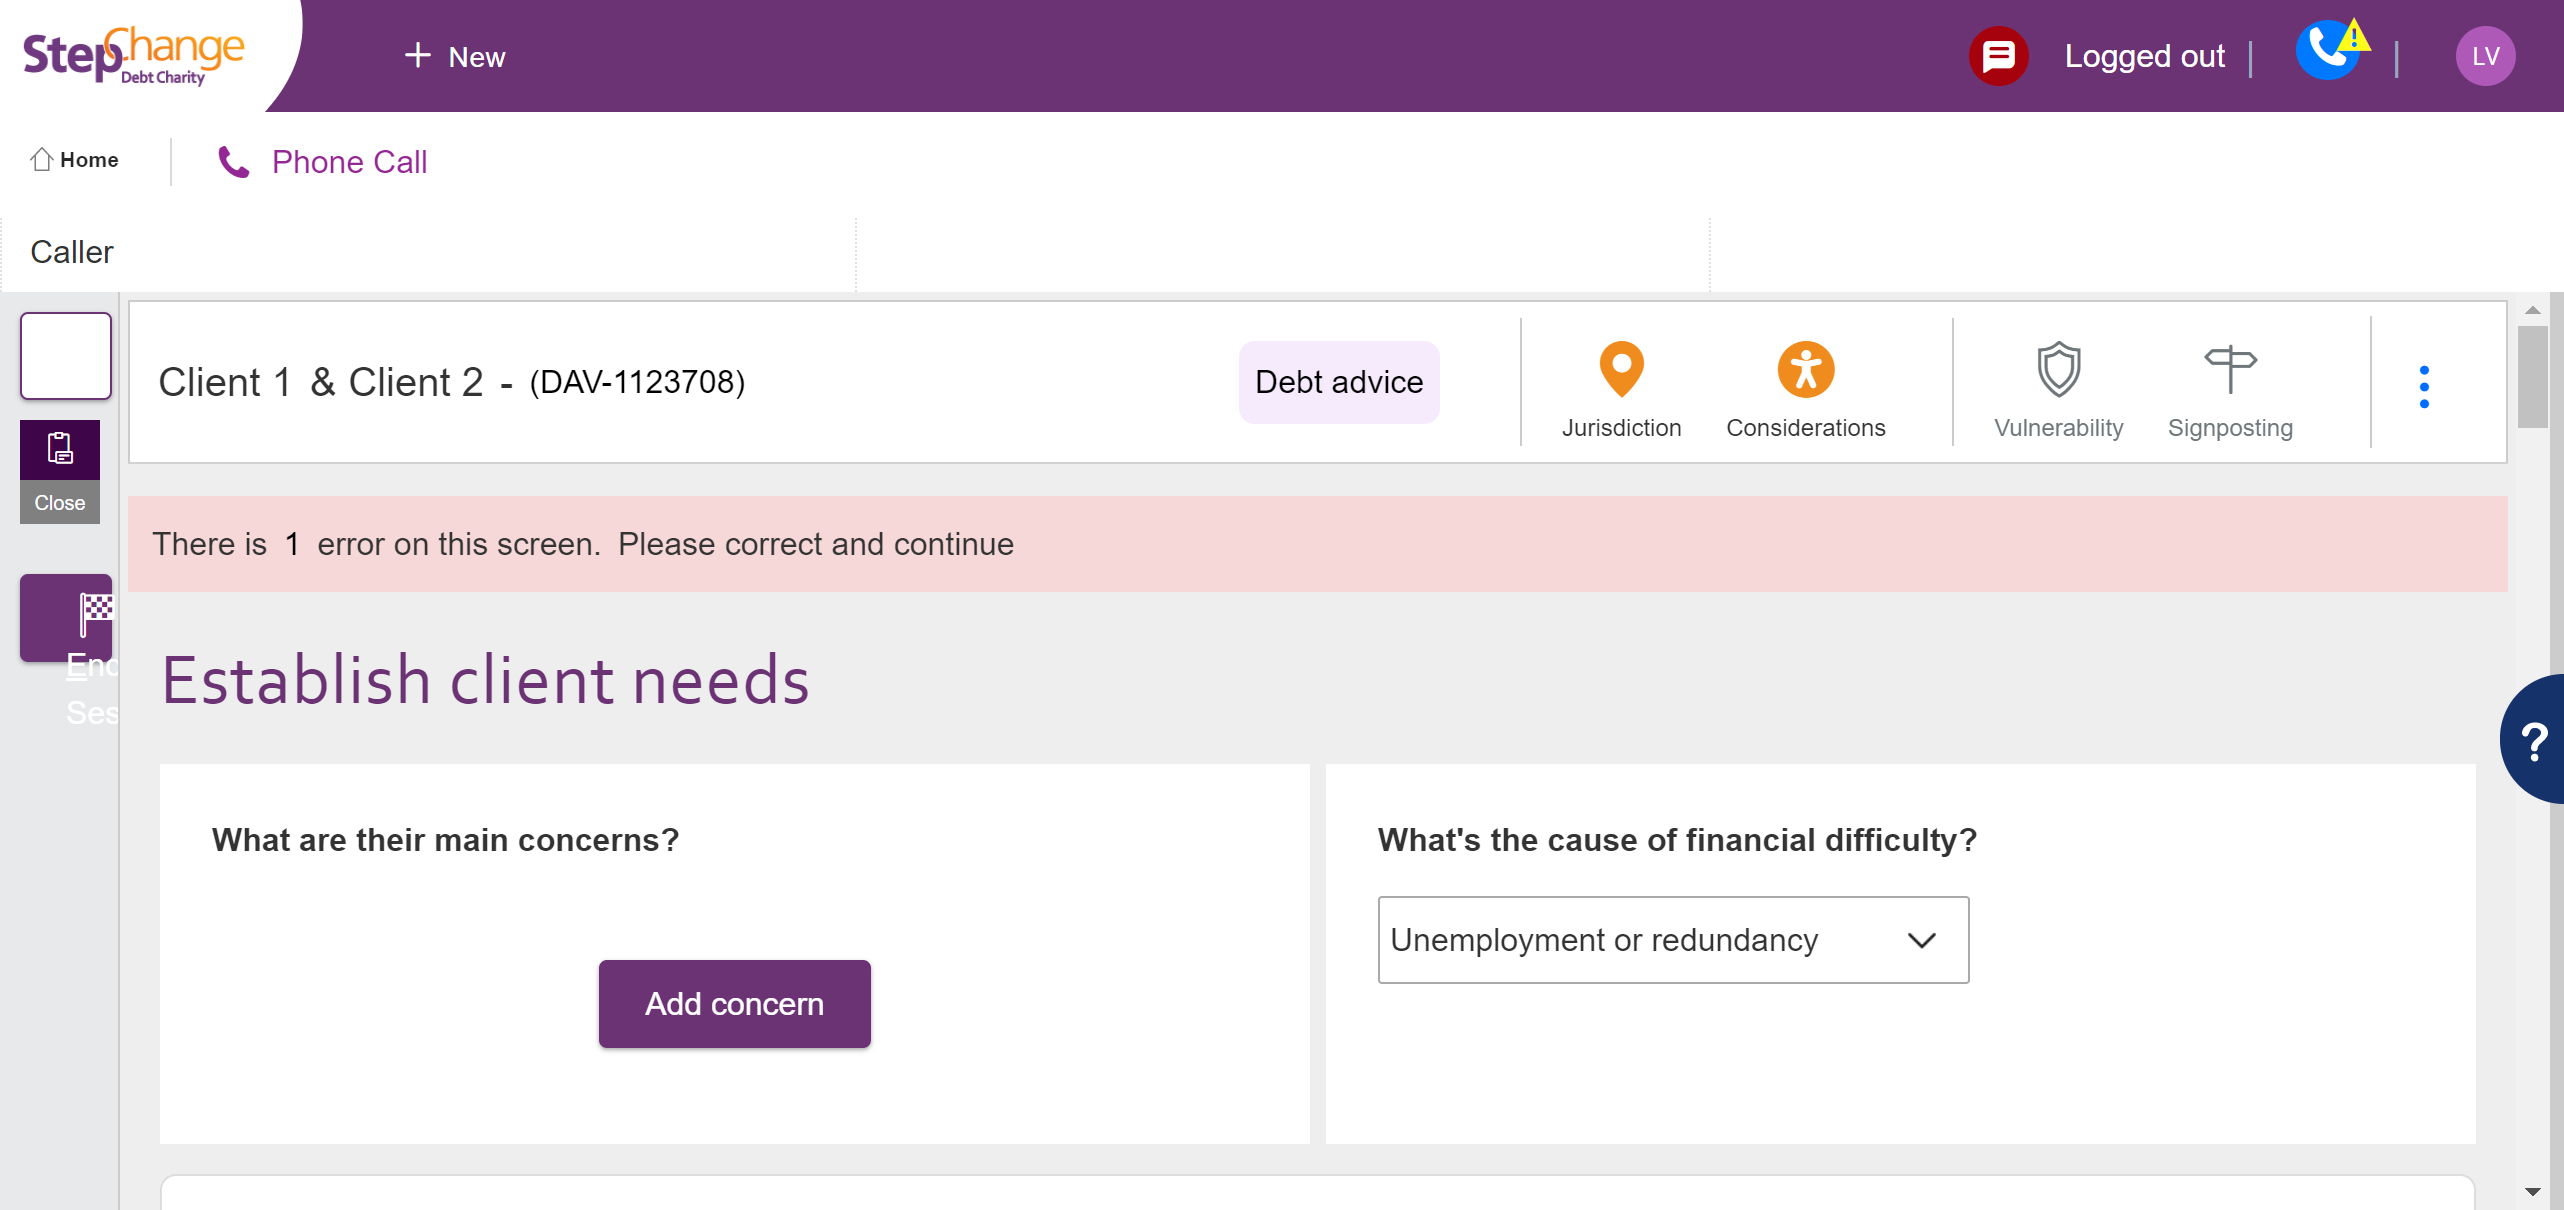 StepChange
Debt Charity
+ New
Logged out
LV
Home
Phone Call
Caller
Client 1 & Client 2 - (DAV-1123708)
Debt advice
Jurisdiction
Considerations
Vulnerability
Signposting
Close
There is 1 error on this screen. Please correct and continue
End
Ses
Establish client needs
?
What are their main concerns?
What's the cause of financial difficulty?
Unemployment or redundancy
Add concern